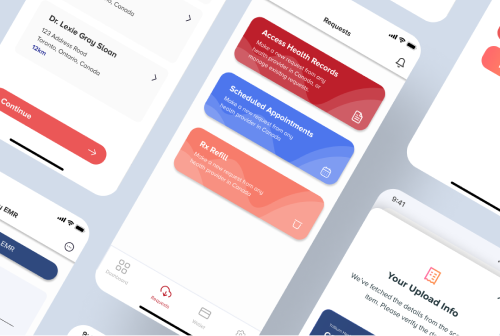 Toronto, Ontario, Canada
Dr. Lexie Gray Sloan
123 Address Road
Toronto, Ontario, Canada
12km
Continue
EMR
EMR
Requests
Access Health Records
Make a new request from any
health provider in Canada, or
manage existing requests.
Scheduled Appointments
Make a new request from any
health provider in Canada
Rx Refill
Make a new request from any
health provider in Canada
Dashboard
Requests
Wallet
9:41
Your Upload Info
We've fetched the details from the
item. Please verify the